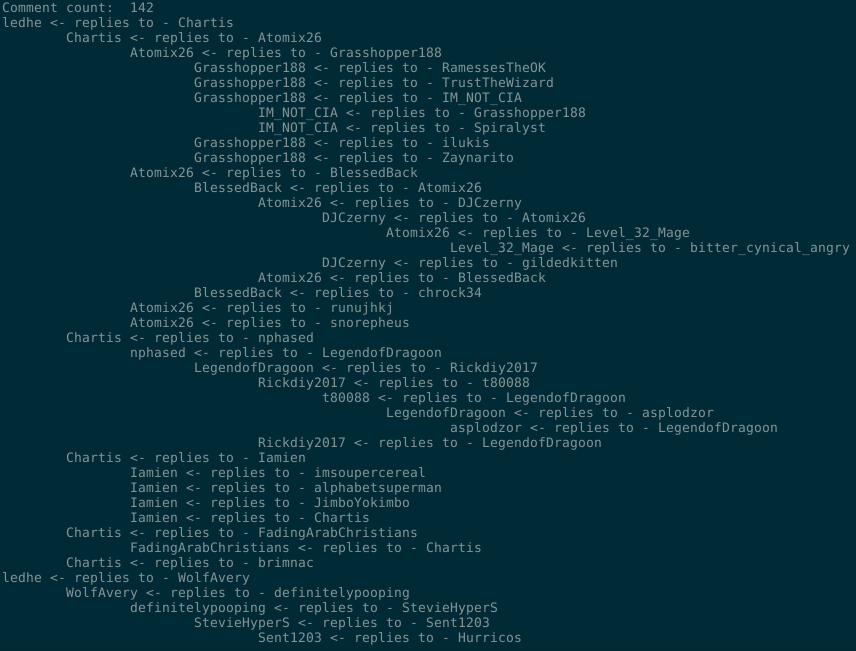 Comment count:  142
ledhe <- replies to - Chartis
Chartis <- replies to - Atomix26
Atomix26 <- replies to - Grasshopper188
Grasshopper188 <- replies to - RamessesTheOK
Grasshopper188 <- replies to - TrustTheWizard
Grasshopper188 <- replies to - IM_NOT_CIA
IM_NOT_CIA <- replies to - Grasshopper188
IM_NOT_CIA <- replies to - Spiralyst
Grasshopper188 <- replies to - ilukis
Grasshopper188 <- replies to - Zaynarito
Atomix26 <- replies to - BlessedBack
BlessedBack <- replies to - Atomix26
Atomix26 <- replies to - DJCzerny
DJCzerny <- replies to - Atomix26
Atomix26 <- replies to - Level_32_Mage
Level_32_Mage <- replies to - bitter_cynical_angry
DJCzerny <- replies to - gildedkitten
Atomix26 <- replies to - BlessedBack
BlessedBack <- replies to - chrock34
Atomix26 <- replies to - runujhkj
Atomix26 <- replies to - snorepheus
Chartis <- replies to - nphased
nphased <- replies to - LegendofDragoon
LegendofDragoon <- replies to - Rickdiy2017
Rickdiy2017 <- replies to - t80088
t80088 <- replies to - LegendofDragoon
LegendofDragoon <- replies to - asplodzor
asplodzor <- replies to - LegendofDragoon
Rickdiy2017 <- replies to - LegendofDragoon
Chartis <- replies to - Iamien
Iamien <- replies to - imsoupercereal
Iamien <- replies to - alphabetsuperman
Iamien <- replies to - JimboYokimbo
Iamien <- replies to - Chartis
Chartis <- replies to - FadingArabChristians
FadingArabChristians <- replies to - Chartis
Chartis <- replies to - brimnac
ledhe <- replies to - WolfAvery
WolfAvery <- replies to - definitelypooping
definitelypooping <- replies to - StevieHyperS
StevieHyperS <- replies to - Sent1203
Sent1203 <- replies to - Hurricos